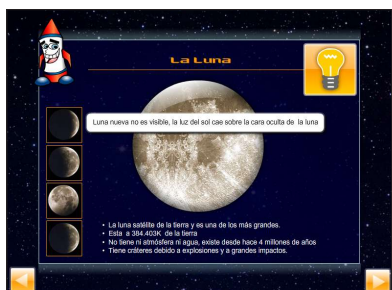 La Luna
Luna nueva no es visible, la luz del sol cae sobre la cara oculta de la luna
• La luna satélite de la tierra y es una de los más grandes.
• Esta a 384.403K de la tierra
• No tiene ni atmósfera ni agua, existe desde hace 4 millones de años
• Tiene cráteres debido a explosiones y a grandes impactos.